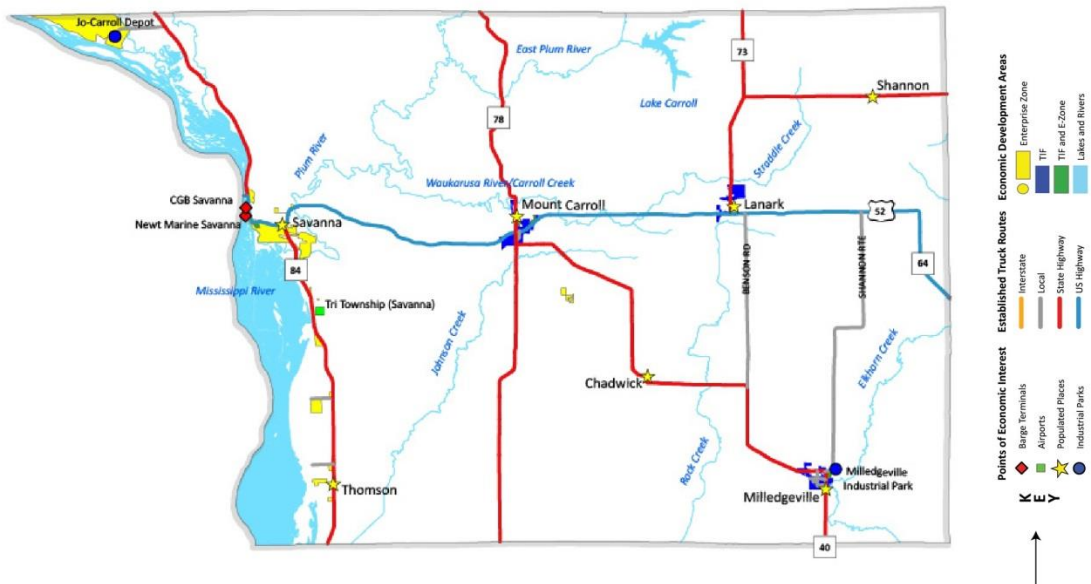 Jo-Carroll Depot
East Plum River
73
Shannon
Lake Carroll
78
Straddle Creek
Plum River
Waukarusa River/Carroll Creek
CGB Savanna
Mount Carroll
Lanark
Newt Marine Savanna
Savanna
52
84
64
BENSON RD
SHANNON RTE
Mississippi River
Tri Township (Savanna)
Johnson Creek
Elkhorn Creek
Chadwick
Rock Creek
Thomson
Milledgeville
Industrial Park
Milledgeville
40
KEY
Points of Economic Interest
Barge Terminals
Airports
Populated Places
Industrial Parks
Established Truck Routes
Interstate
Local
State Highway
US Highway
Economic Development Areas
Enterprise Zone
TIF
TIF and E-Zone
Lakes and Rivers